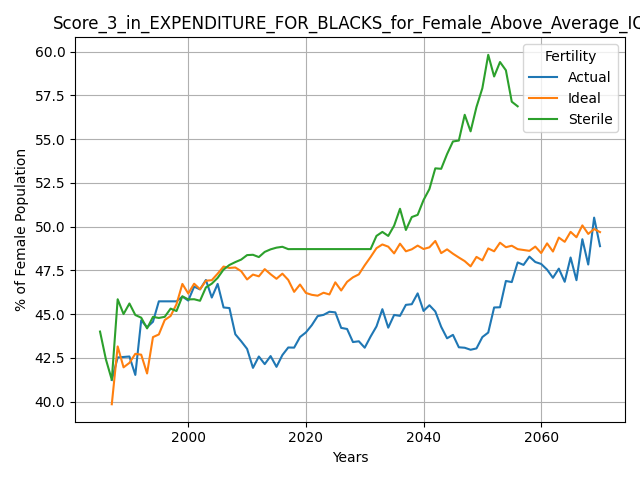 Score_3_in_EXPENDITURE_FOR_BLACKS_for_Female_Above_Average_IQ
Fertility
Actual
Ideal
Sterile
% of Female Population
60.0
57.5
55.0
52.5
50.0
47.5
45.0
42.5
40.0
2000
2020
2040
2060
Years